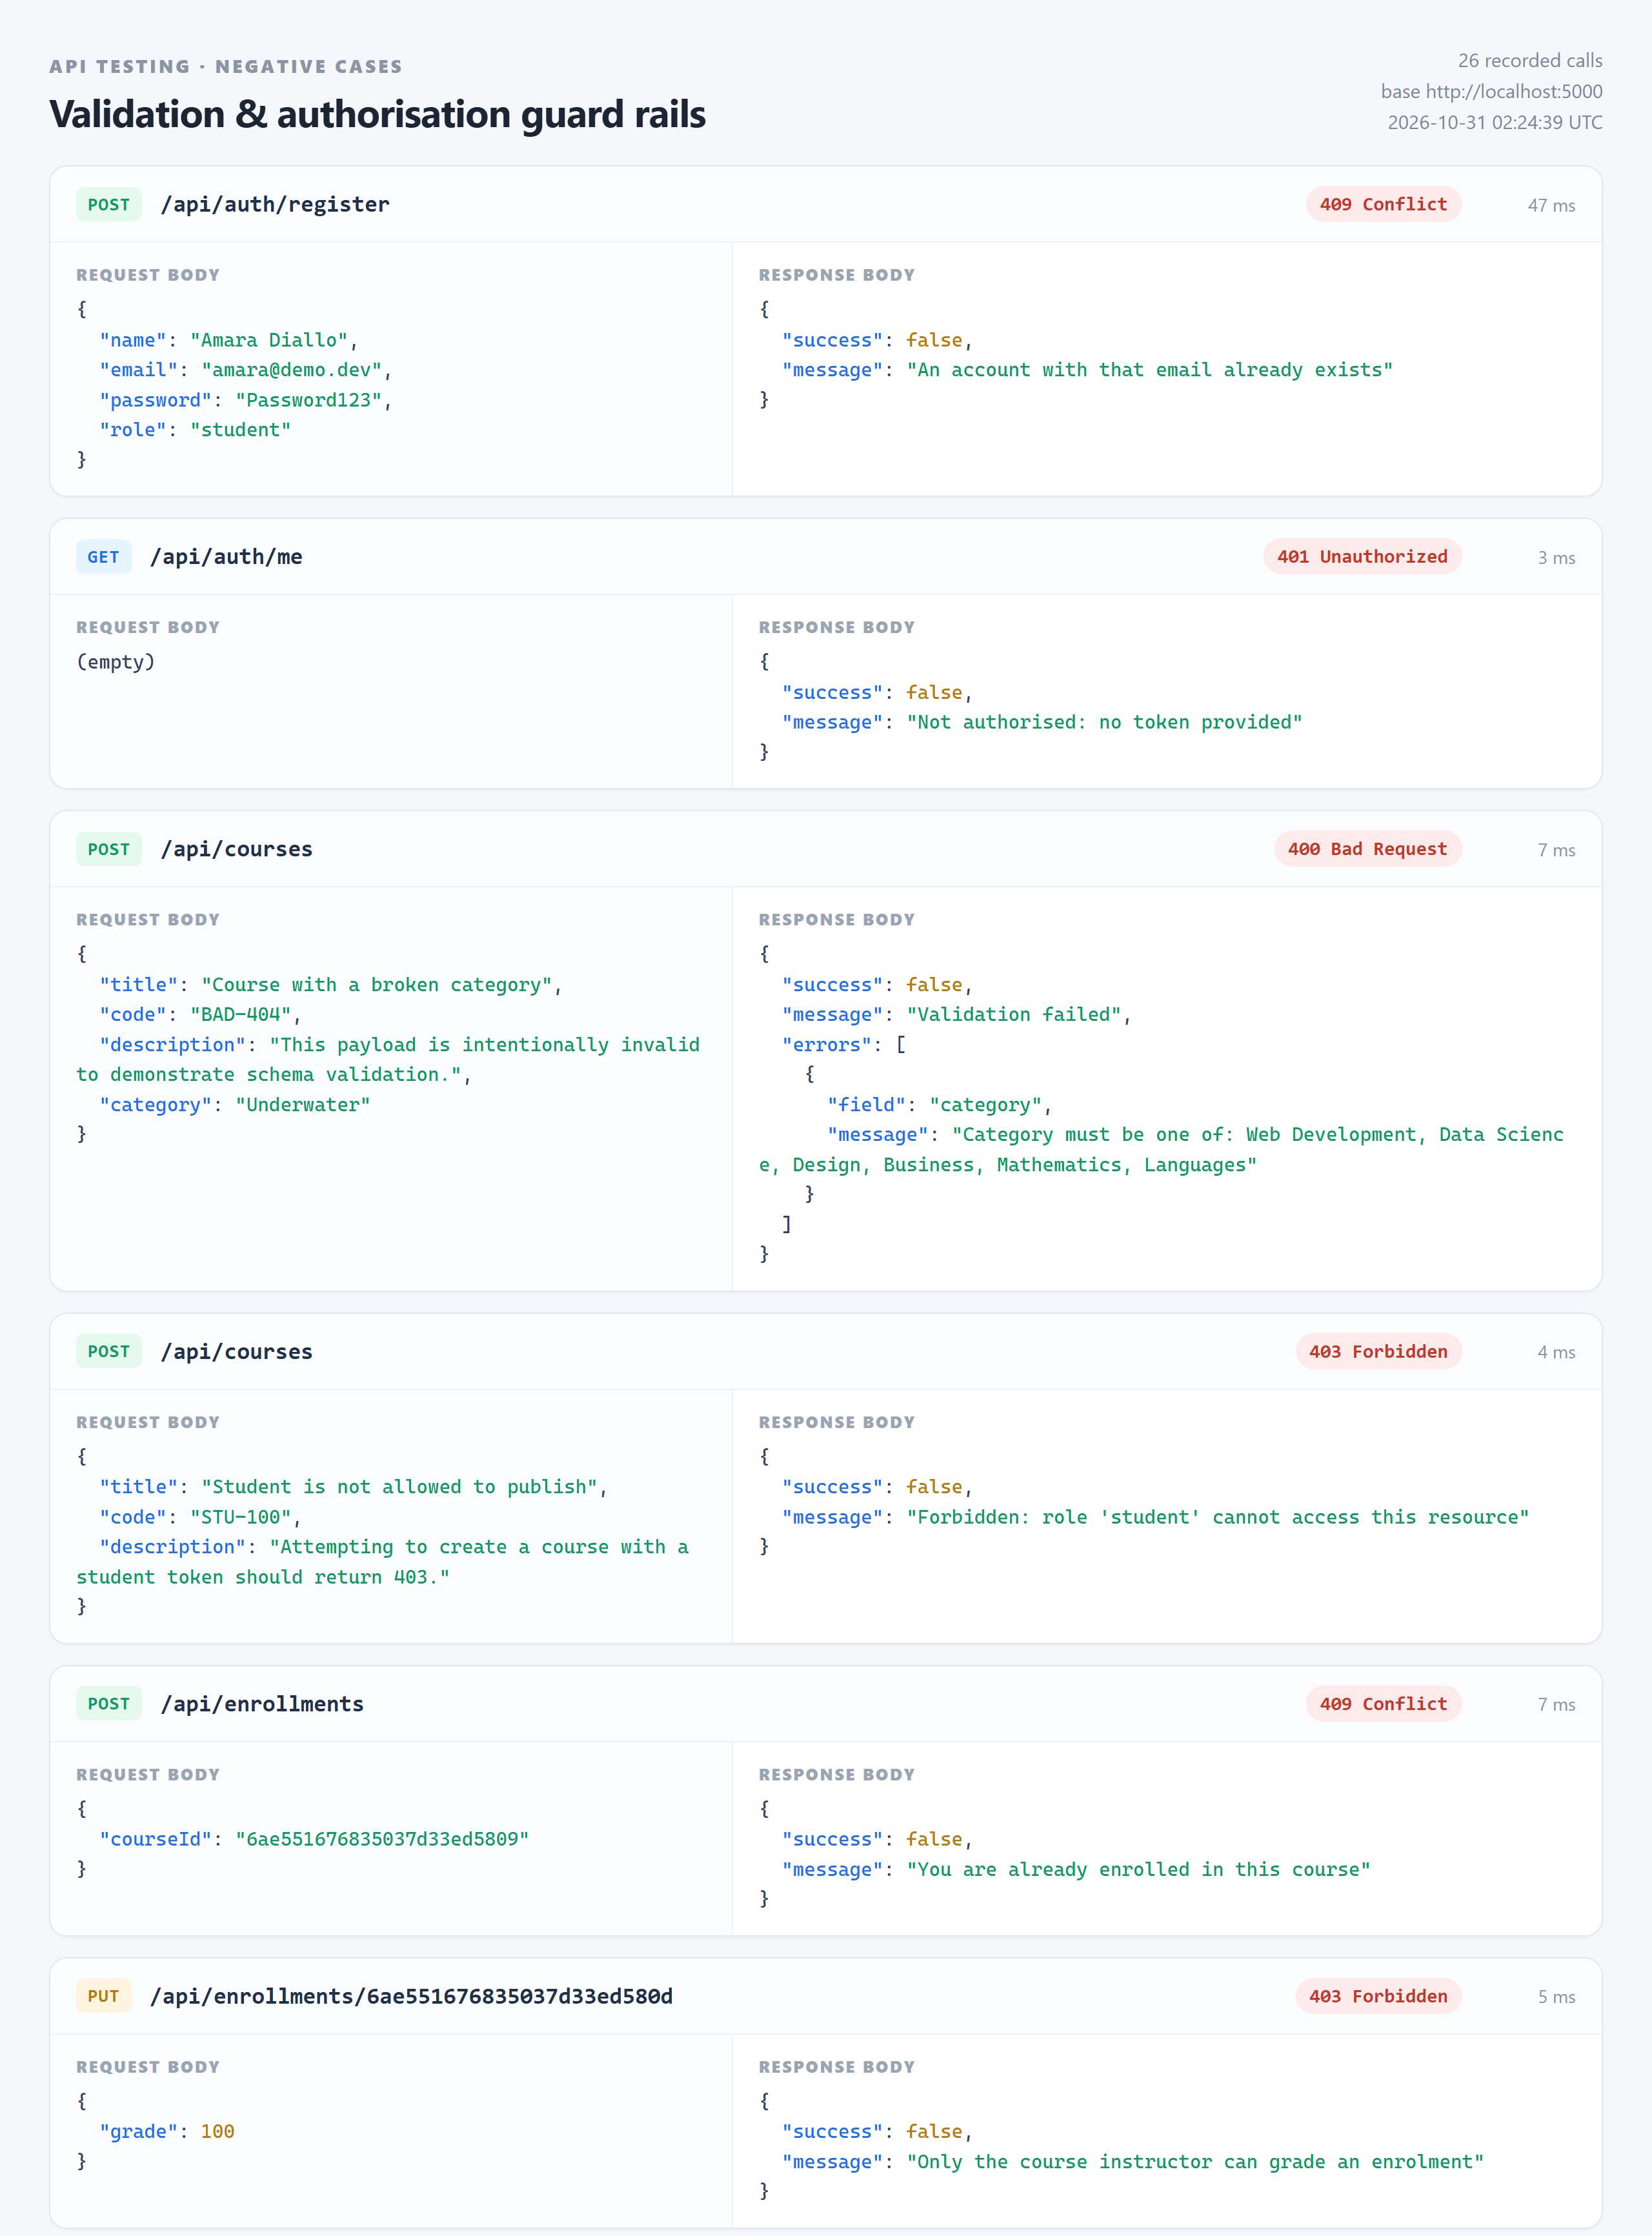 API TESTING · NEGATIVE CASES
Validation & authorisation guard rails
26 recorded calls
base http://localhost:5000
2026-10-31 02:24:39 UTC
POST /api/auth/register 409 Conflict 47 ms
REQUEST BODY
{
  "name": "Amara Diallo",
  "email": "amara@demo.dev",
  "password": "Password123",
  "role": "student"
}
RESPONSE BODY
{
  "success": false,
  "message": "An account with that email already exists"
}
GET /api/auth/me 401 Unauthorized 3 ms
REQUEST BODY
(empty)
RESPONSE BODY
{
  "success": false,
  "message": "Not authorised: no token provided"
}
POST /api/courses 400 Bad Request 7 ms
REQUEST BODY
{
  "title": "Course with a broken category",
  "code": "BAD-404",
  "description": "This payload is intentionally invalid
to demonstrate schema validation.",
  "category": "Underwater"
}
RESPONSE BODY
{
  "success": false,
  "message": "Validation failed",
  "errors": [
    {
      "field": "category",
      "message": "Category must be one of: Web Development, Data Scienc
e, Design, Business, Mathematics, Languages"
    }
  ]
}
POST /api/courses 403 Forbidden 4 ms
REQUEST BODY
{
  "title": "Student is not allowed to publish",
  "code": "STU-100",
  "description": "Attempting to create a course with a
student token should return 403."
}
RESPONSE BODY
{
  "success": false,
  "message": "Forbidden: role 'student' cannot access this resource"
}
POST /api/enrollments 409 Conflict 7 ms
REQUEST BODY
{
  "courseId": "6ae551676835037d33ed5809"
}
RESPONSE BODY
{
  "success": false,
  "message": "You are already enrolled in this course"
}
PUT /api/enrollments/6ae551676835037d33ed580d 403 Forbidden 5 ms
REQUEST BODY
{
  "grade": 100
}
RESPONSE BODY
{
  "success": false,
  "message": "Only the course instructor can grade an enrolment"
}